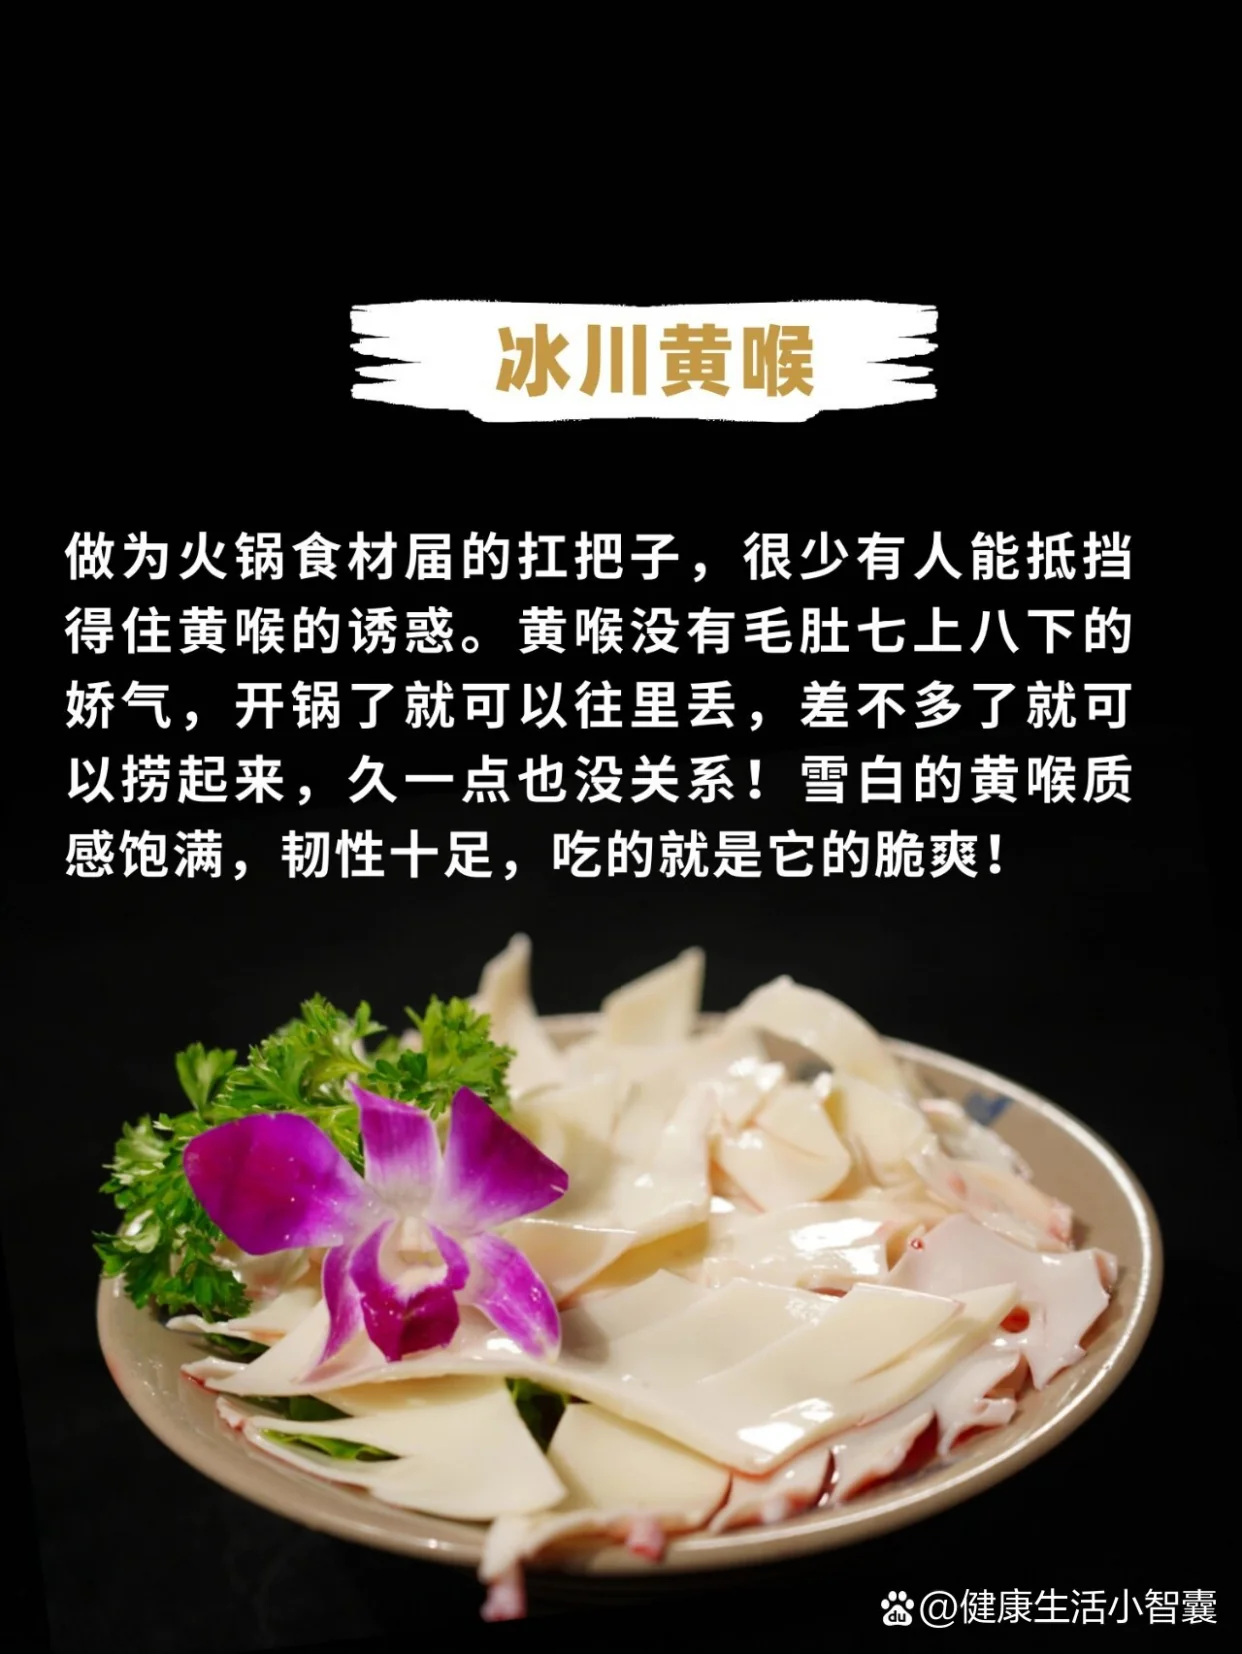 冰川黄喉
做为火锅食材届的扛把子，很少有人能抵挡
得住黄喉的诱惑。黄喉没有毛肚七上八下的
娇气，开锅了就可以往里丢，差不多了就可
以捞起来，久一点也没关系！雪白的黄喉质
感饱满，韧性十足，吃的就是它的脆爽！
du @健康生活小智囊